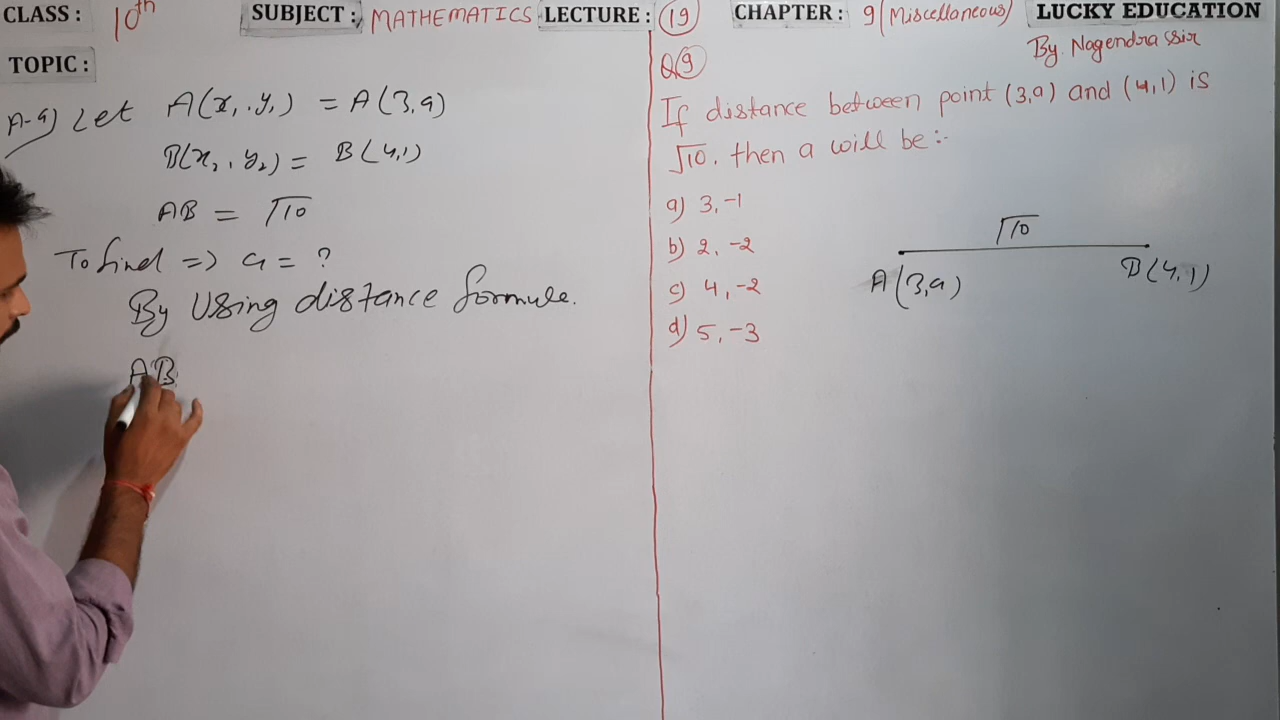 CLASS : 10th SUBJECT : MATHEMATICS LECTURE : 19 CHAPTER : 9 (Miscellaneous) LUCKY EDUCATION
By Nagendra Sir
TOPIC :
A-9) Let A(x₁, y₁) = A(3,a)
B(x₂, y₂) = B(4,1)
AB = √10
To find => a = ?
By Using distance formule.
AB
Q9
If distance between point (3,a) and (4,1) is
√10. then a will be :-
a) 3, -1
b) 2, -2
c) 4, -2
d) 5, -3
√10
A(3,a) B(4,1)